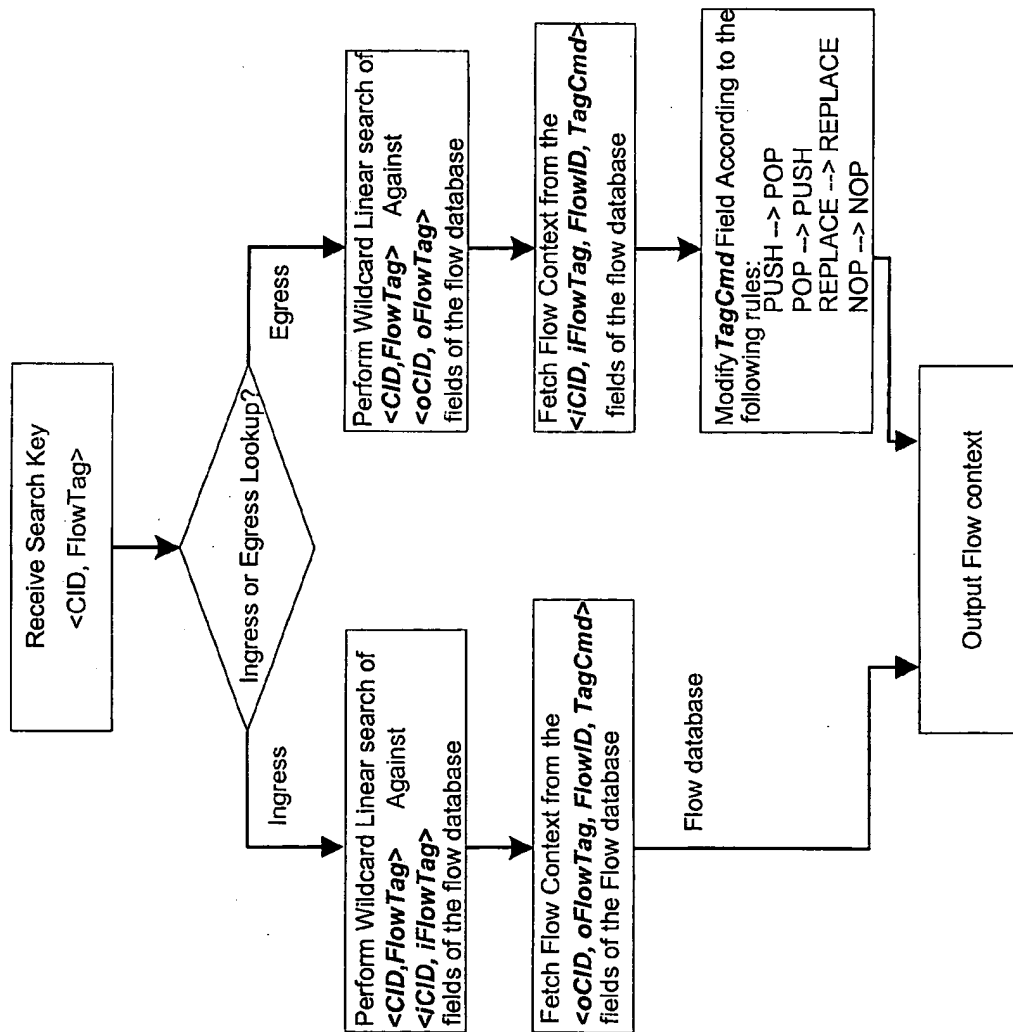 Receive Search Key
<CID, FlowTag>
Ingress or Egress Lookup?
Ingress
Egress
Perform Wildcard Linear search of
<CID,FlowTag> Against
<iCID, iFlowTag>
fields of the flow database
Fetch Flow Context from the
<oCID, oFlowTag, FlowID, TagCmd>
fields of the Flow database
Flow database
Perform Wildcard Linear search of
<CID,FlowTag> Against
<oCID, oFlowTag>
fields of the flow database
Fetch Flow Context from the
<iCID, iFlowTag, FlowID, TagCmd>
fields of the flow database
Modify TagCmd Field According to the
following rules:
PUSH --> POP
POP --> PUSH
REPLACE --> REPLACE
NOP --> NOP
Output Flow context